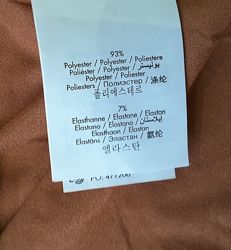 93%
Polyester / Polyester / Poliestere
Poliéster / Polyester / بوليستر
Polyester / Poliester
Poliesters / Полиэстер / 涤纶
폴리에스테르
7%
Elasthanne / Elastane / Elastan
Elastano / Elastano / إيلاستان
Elasthaan / Elastan
Elastāns / Эластан / 氨纶
엘라스탄